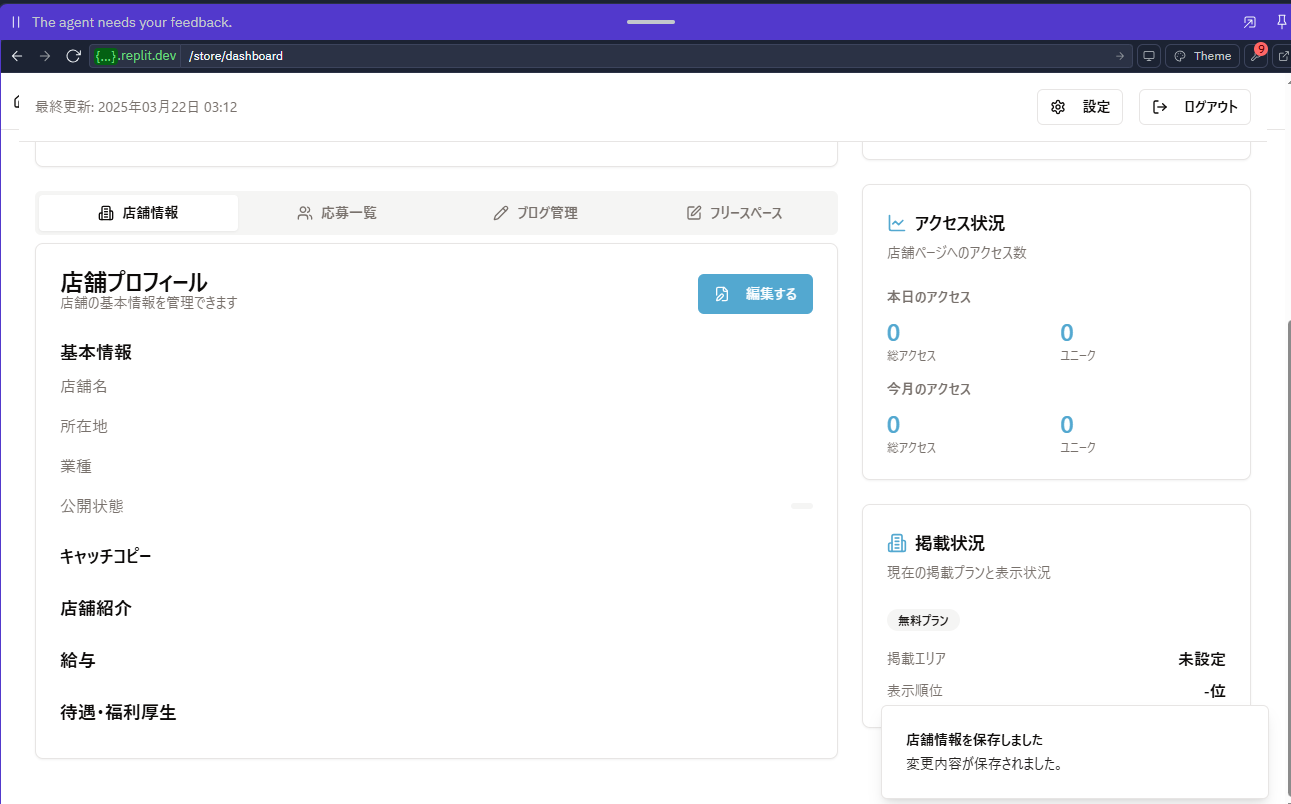 The agent needs your feedback.
{...}.replit.dev /store/dashboard
Theme
9
最終更新: 2025年03月22日 03:12
設定
ログアウト
店舗情報
応募一覧
ブログ管理
フリースペース
店舗プロフィール
店舗の基本情報を管理できます
編集する
基本情報
店舗名
所在地
業種
公開状態
キャッチコピー
店舗紹介
給与
待遇・福利厚生
アクセス状況
店舗ページへのアクセス数
本日のアクセス
0
0
総アクセス
ユニーク
今月のアクセス
0
0
総アクセス
ユニーク
掲載状況
現在の掲載プランと表示状況
無料プラン
掲載エリア
未設定
表示順位
-位
店舗情報を保存しました
変更内容が保存されました。